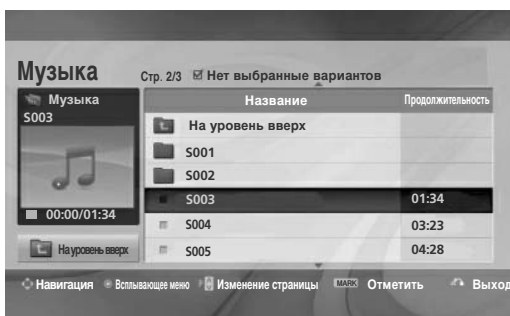 Музыка Стр. 2/3 Нет выбранные вариантов
Музыка
S003
00:00/01:34
На уровень вверх
Название Продолжительность
На уровень вверх
S001
S002
S003 01:34
S004 03:23
S005 04:28
Навигация Всплывающее меню P Изменение страницы MARK Отметить Выход